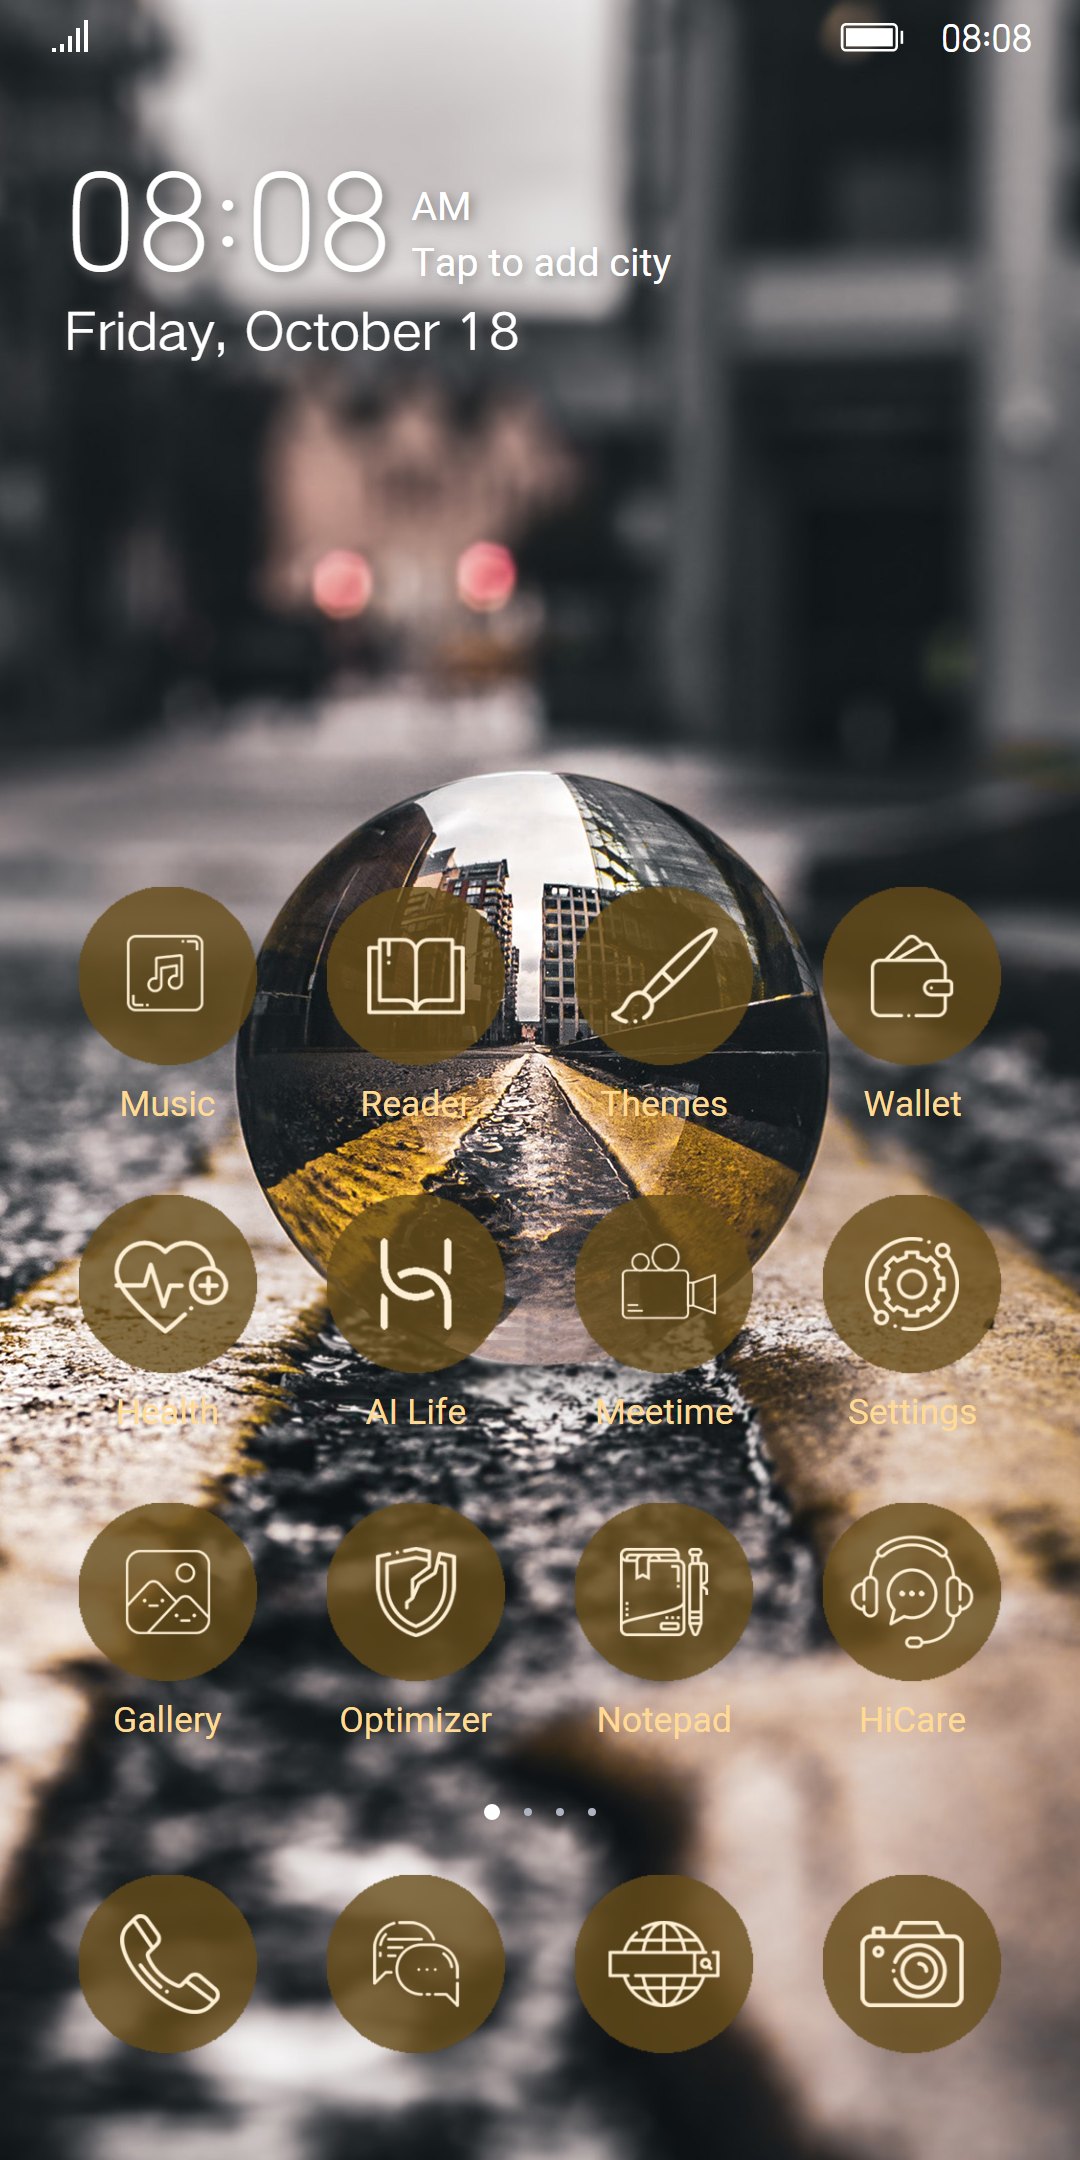 08:08
08:08 AM
Tap to add city
Friday, October 18
Music Reader Themes Wallet
Health AI Life Meetime Settings
Gallery Optimizer Notepad HiCare